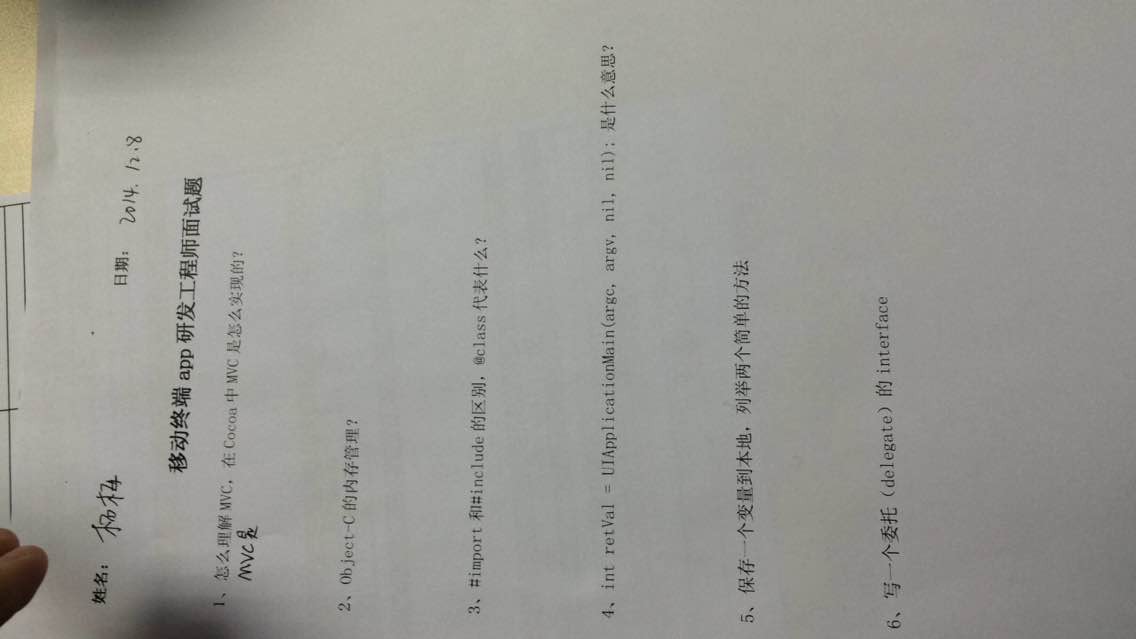 姓名： 杨梅 日期： 2014.12.18
移动终端 app 研发工程师面试题
1、怎么理解 MVC，在 Cocoa 中 MVC 是怎么实现的？
MVC是
2、Object-C 的内存管理？
3、#import 和#include 的区别，@class 代表什么？
4、int retVal = UIApplicationMain(argc, argv, nil, nil); 是什么意思？
5、保存一个变量到本地，列举两个简单的方法
6、写一个委托（delegate）的 interface